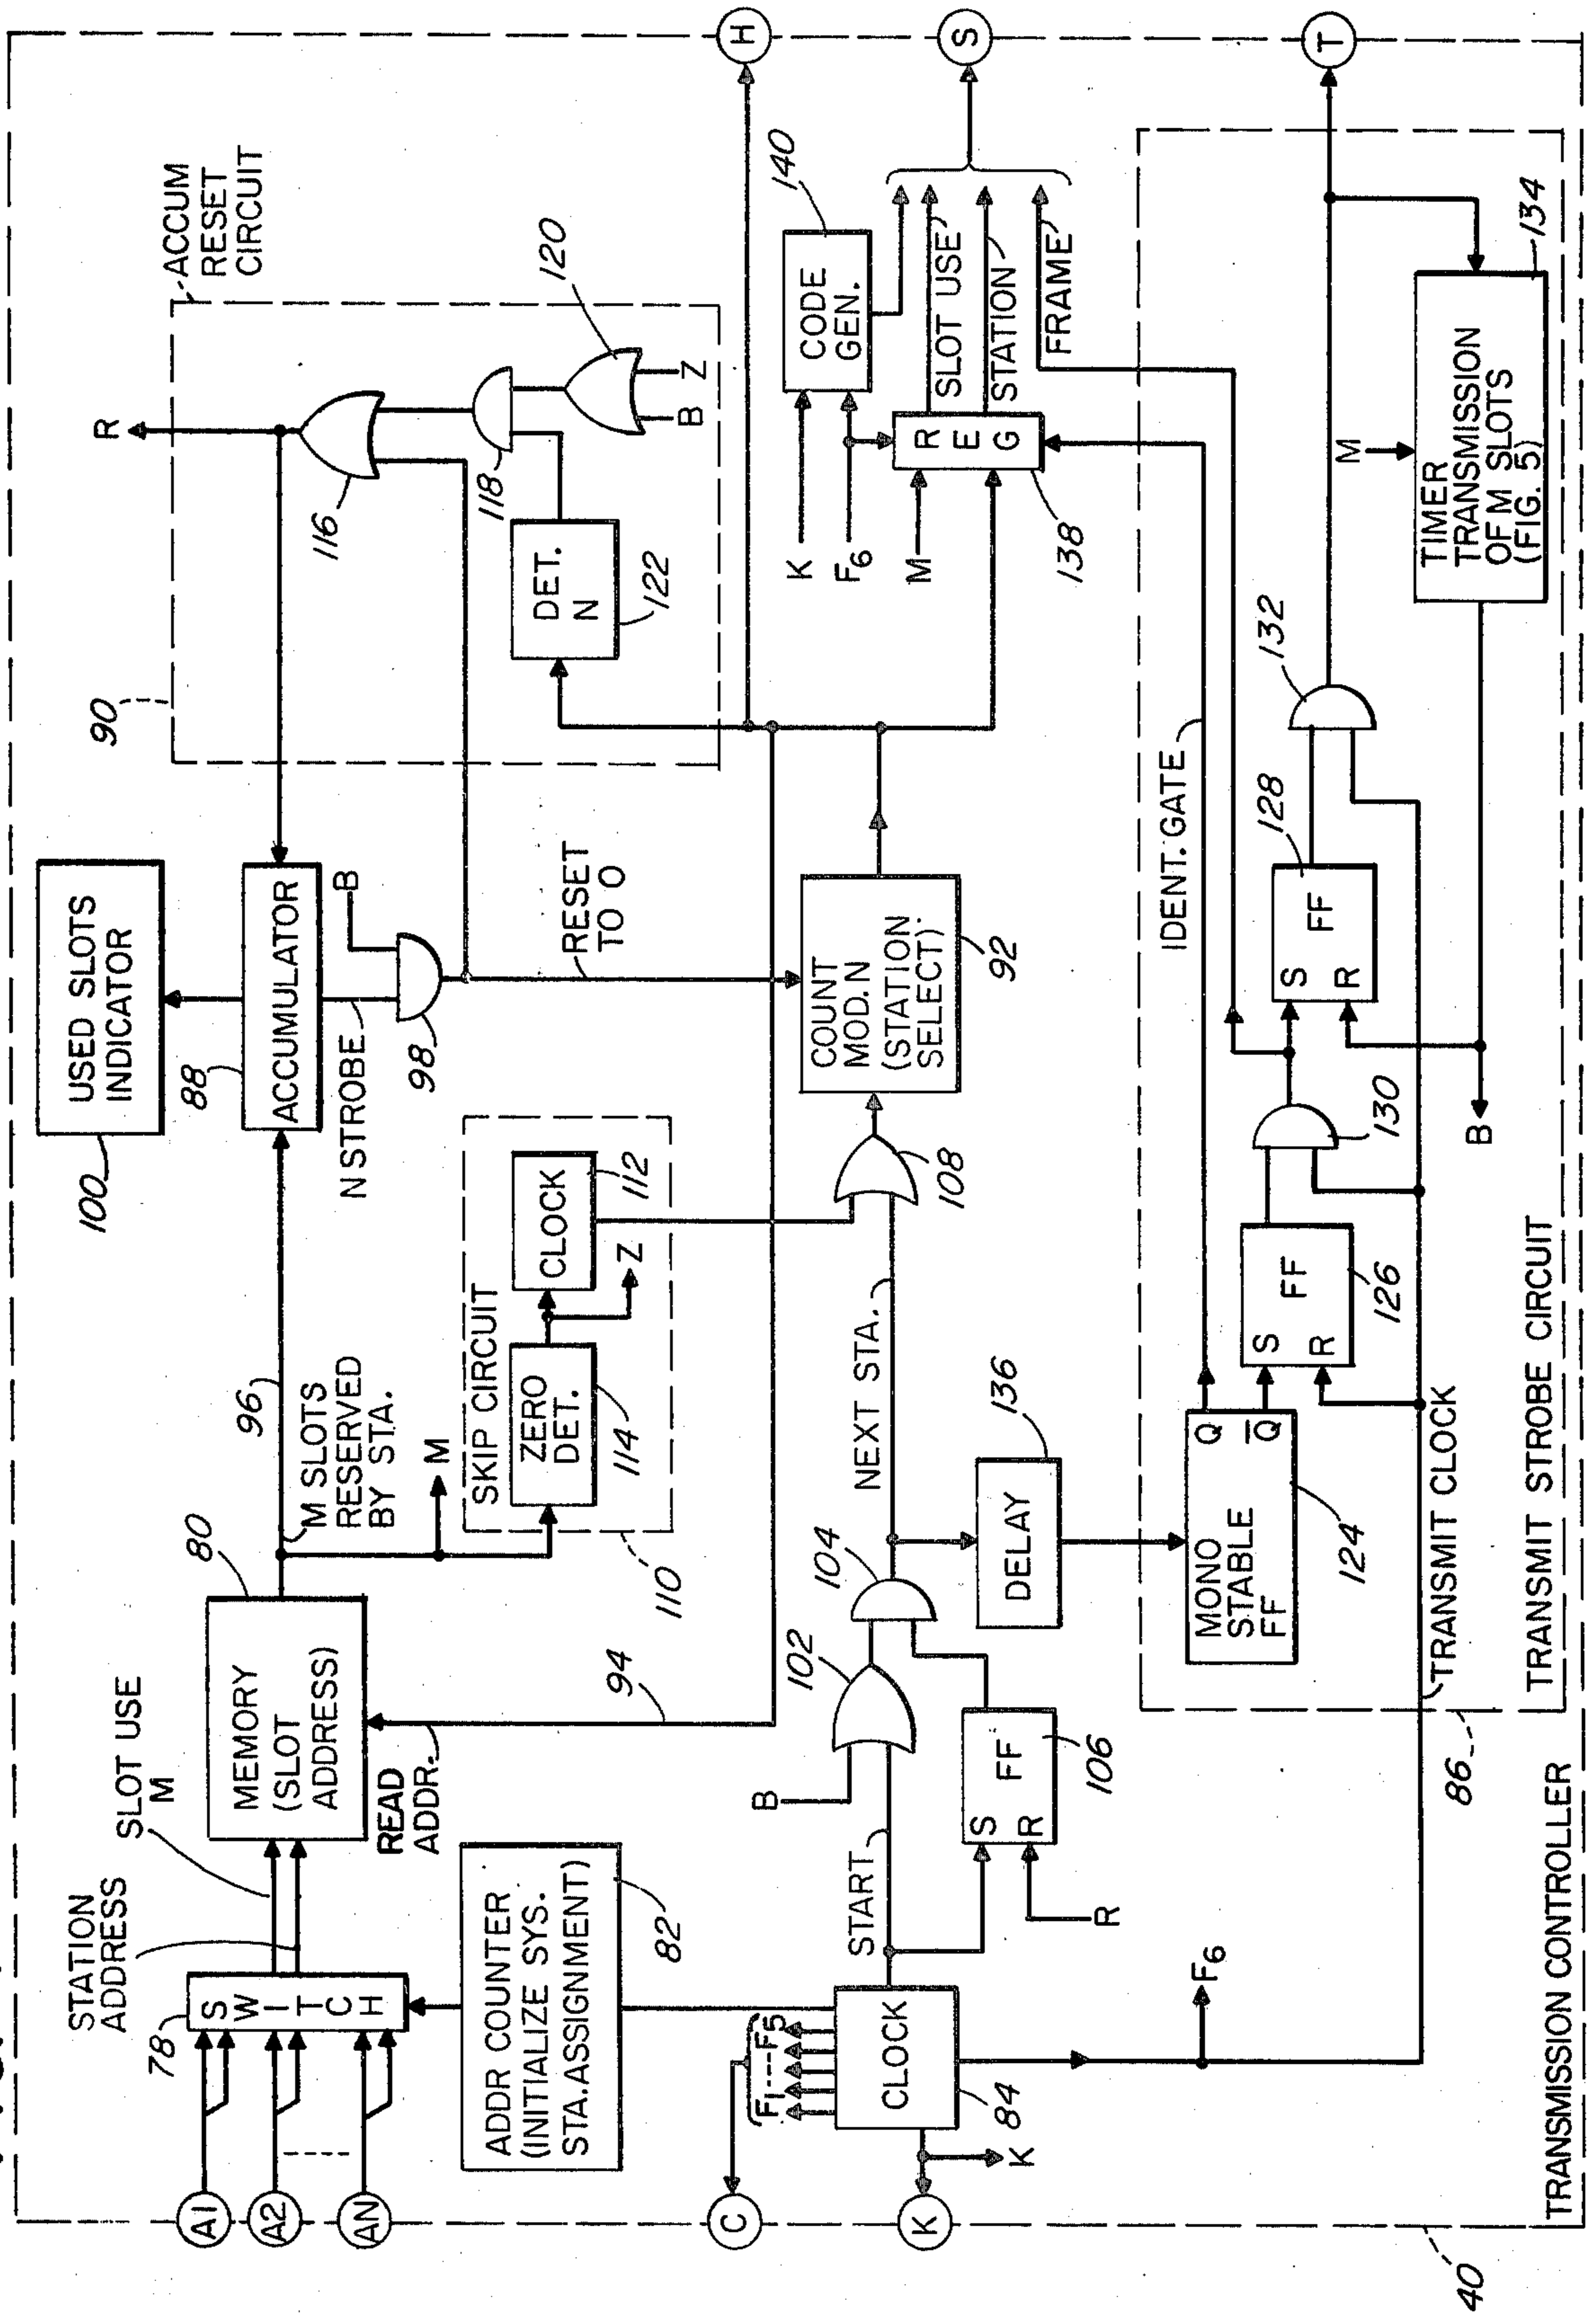 A1
A2
AN
C
K
H
S
T
78
S
W
I
T
C
H
STATION
ADDRESS
SLOT USE
M
80
MEMORY
(SLOT
ADDRESS)
READ
ADDR.
94
96
M SLOTS
RESERVED
BY STA.
M
ADDR COUNTER
(INITIALIZE SYS.
STA. ASSIGNMENT)
82
F1----F5
CLOCK
84
K
F6
START
B
102
104
S
R
FF
106
R
NEXT STA.
DELAY
136
SKIP CIRCUIT
ZERO
DET.
114
CLOCK
112
Z
110
108
100
USED SLOTS
INDICATOR
88
ACCUMULATOR
N STROBE
B
98
RESET
TO 0
COUNT
MOD. N
(STATION
SELECT)
92
90
ACCUM
RESET
CIRCUIT
R
116
118
120
B
Z
DET.
N
122
K
F6
M
CODE
GEN.
140
R
E
G
138
SLOT USE
STATION
FRAME
IDENT. GATE
MONO
STABLE
FF
Q
Q̅
124
S
R
FF
126
130
S
R
FF
128
132
M
TIMER
TRANSMISSION
OF M SLOTS
(FIG. 5)
134
B
TRANSMIT CLOCK
86
TRANSMIT STROBE CIRCUIT
TRANSMISSION CONTROLLER
40